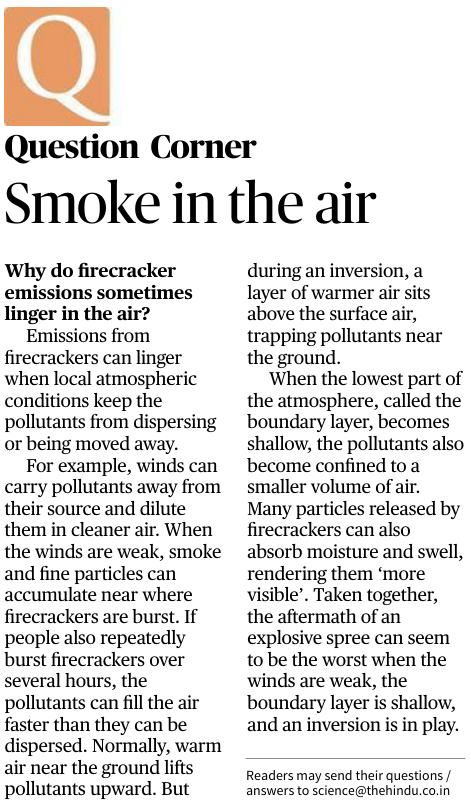 Q
Question Corner
Smoke in the air
Why do firecracker
emissions sometimes
linger in the air?
Emissions from
firecrackers can linger
when local atmospheric
conditions keep the
pollutants from dispersing
or being moved away.
For example, winds can
carry pollutants away from
their source and dilute
them in cleaner air. When
the winds are weak, smoke
and fine particles can
accumulate near where
firecrackers are burst. If
people also repeatedly
burst firecrackers over
several hours, the
pollutants can fill the air
faster than they can be
dispersed. Normally, warm
air near the ground lifts
pollutants upward. But
during an inversion, a
layer of warmer air sits
above the surface air,
trapping pollutants near
the ground.
When the lowest part of
the atmosphere, called the
boundary layer, becomes
shallow, the pollutants also
become confined to a
smaller volume of air.
Many particles released by
firecrackers can also
absorb moisture and swell,
rendering them ‘more
visible’. Taken together,
the aftermath of an
explosive spree can seem
to be the worst when the
winds are weak, the
boundary layer is shallow,
and an inversion is in play.
Readers may send their questions /
answers to science@thehindu.co.in